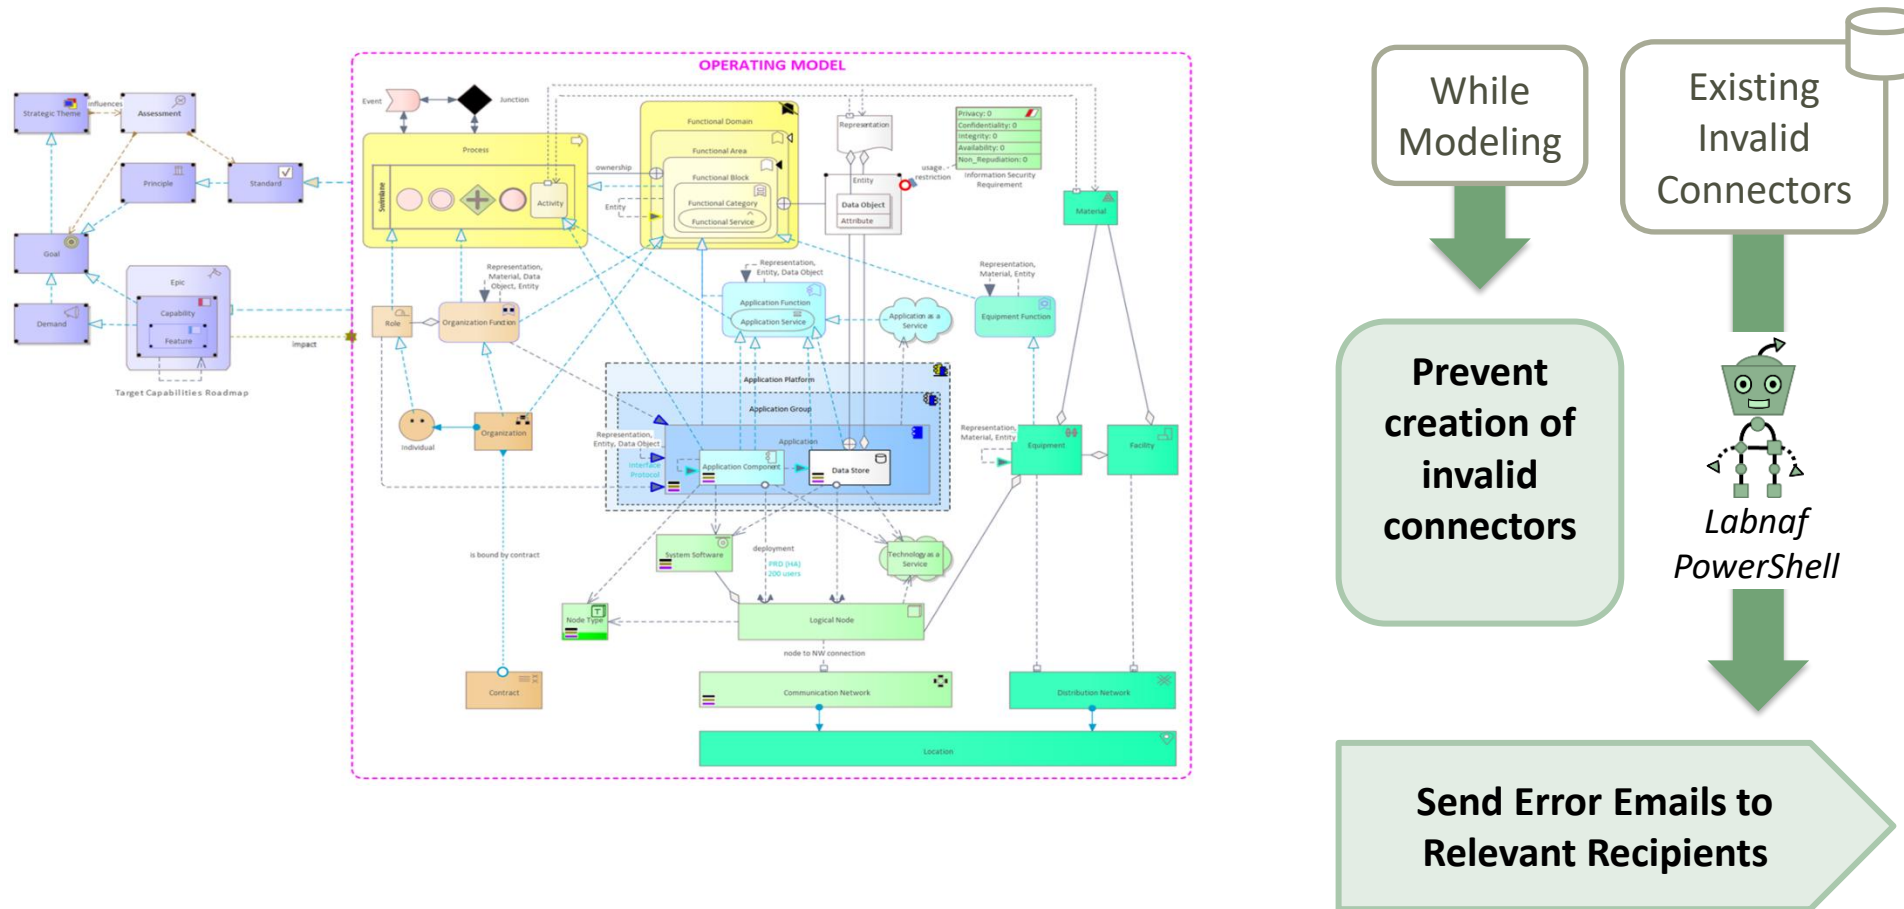 OPERATING MODEL
Strategic Theme
influences
Assessment
Principle
Standard
Goal
Demand
Epic
Capability
Feature
Target Capabilities Roadmap
impact
Event
Junction
Process
Swimlane
Activity
ownership
Functional Domain
Functional Area
Functional Block
Functional Category
Functional Service
Entity
Representation
Entity
Data Object
Attribute
usage
restriction
Privacy: 0
Confidentiality: 0
Integrity: 0
Availability: 0
Non_Repudiation: 0
Information Security
Requirement
Material
Role
Representation,
Material, Data
Object, Entity
Organization Function
Representation,
Entity, Data Object
Application Function
Application Service
Application as a
Service
Representation,
Material, Entity
Equipment Function
Individual
Organization
Application Platform
Application Group
Application
Representation,
Entity, Data Object
Interface
Protocol
Application Component
Data Store
Representation,
Material, Entity
Equipment
Facility
is bound by contract
System Software
deployment
PRD (HA)
200 users
Technology as a
Service
Node Type
Logical Node
node to NW connection
Contract
Communication Network
Distribution Network
Location
While
Modeling
Prevent
creation of
invalid
connectors
Existing
Invalid
Connectors
Labnaf
PowerShell
Send Error Emails to
Relevant Recipients